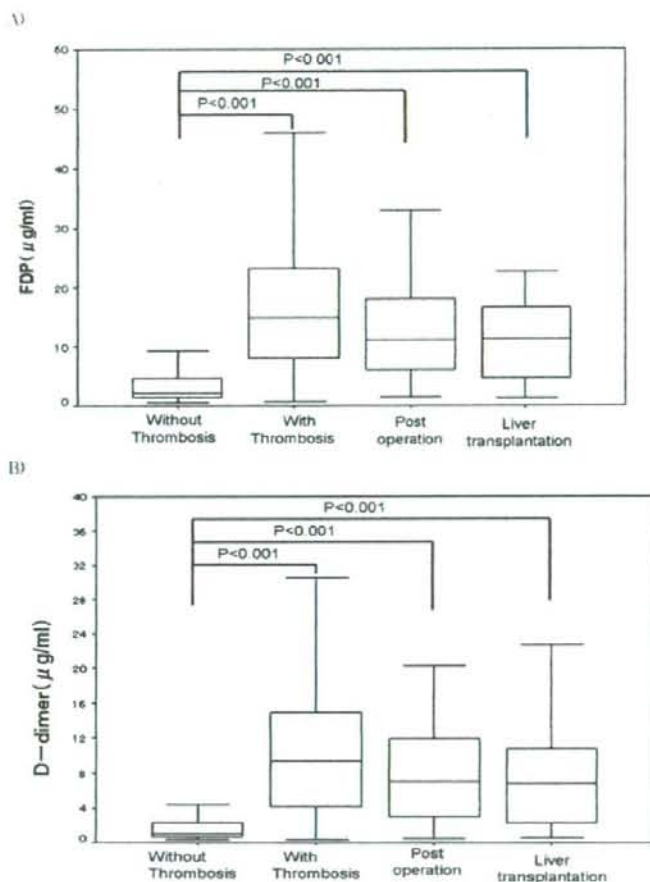 A)
60
P<0.001
50
P<0.001
P<0.001
40
FDP(μg/ml)
30
20
10
0
Without
Thrombosis
With
Thrombosis
Post
operation
Liver
transplantation
B)
40
36
P<0.001
P<0.001
32
P<0.001
28
24
D-dimer(μg/ml)
20
16
12
8
4
0
Without
Thrombosis
With
Thrombosis
Post
operation
Liver
transplantation